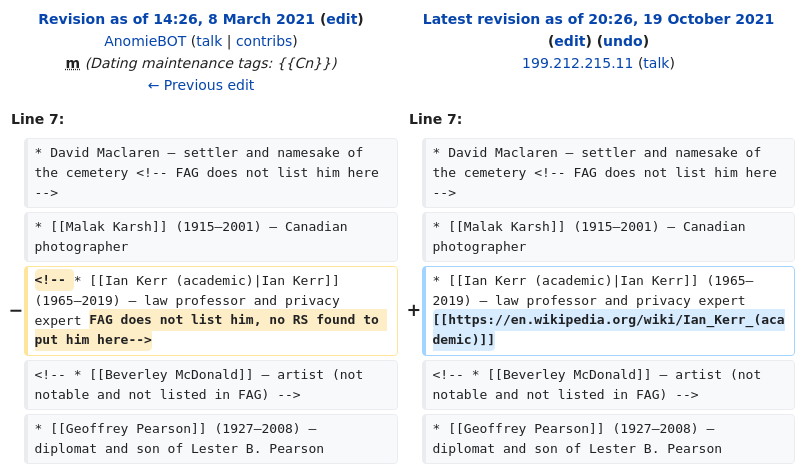 Revision as of 14:26, 8 March 2021 (edit)
AnomieBOT (talk | contribs)
m (Dating maintenance tags: {{Cn}})
← Previous edit
Latest revision as of 20:26, 19 October 2021
(edit) (undo)
199.212.215.11 (talk)
Line 7:
Line 7:
* David Maclaren – settler and namesake of
the cemetery <!-- FAG does not list him here
-->
* David Maclaren – settler and namesake of
the cemetery <!-- FAG does not list him here
-->
* [[Malak Karsh]] (1915–2001) – Canadian
photographer
* [[Malak Karsh]] (1915–2001) – Canadian
photographer
−
<!-- * [[Ian Kerr (academic)|Ian Kerr]]
(1965–2019) – law professor and privacy
expert FAG does not list him, no RS found to
put him here-->
+
* [[Ian Kerr (academic)|Ian Kerr]] (1965–
2019) – law professor and privacy expert
[[https://en.wikipedia.org/wiki/Ian_Kerr_(aca
demic)]]
<!-- * [[Beverley McDonald]] – artist (not
notable and not listed in FAG) -->
<!-- * [[Beverley McDonald]] – artist (not
notable and not listed in FAG) -->
* [[Geoffrey Pearson]] (1927–2008) –
diplomat and son of Lester B. Pearson
* [[Geoffrey Pearson]] (1927–2008) –
diplomat and son of Lester B. Pearson